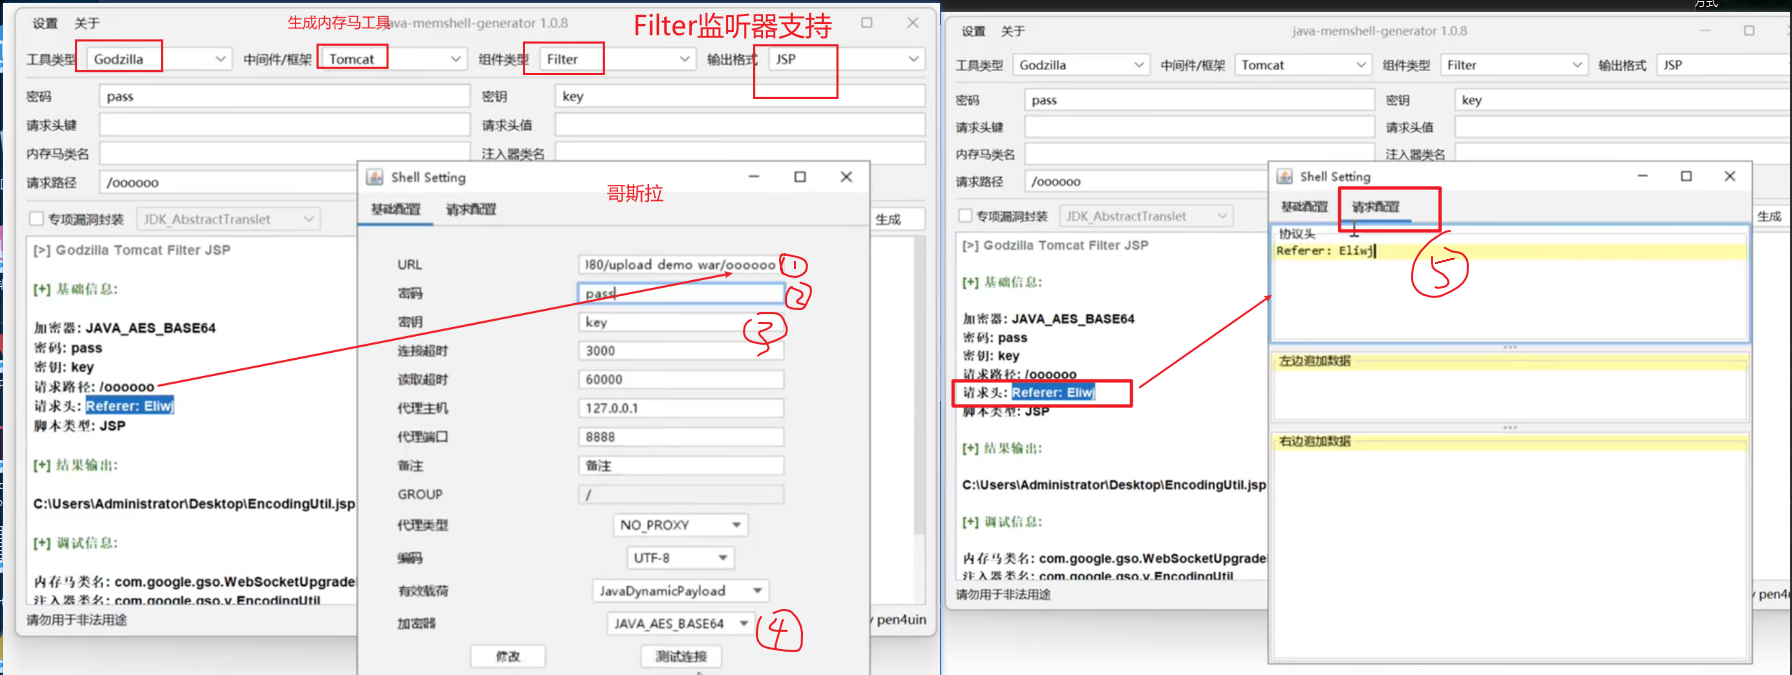 设置 关于
生成内存马工具
java-memshell-generator 1.0.8
Filter监听器支持
工具类型 Godzilla 中间件/框架 Tomcat 组件类型 Filter 输出格式 JSP
密码 pass 密钥 key
请求头键 请求头值
内存马类名 注入器类名
请求路径 /oooooo
专项漏洞封装 JDK_AbstractTranslet 生成
[>] Godzilla Tomcat Filter JSP
[+] 基础信息:
加密器: JAVA_AES_BASE64
密码: pass
密钥: key
请求路径: /oooooo
请求头: Referer: Eliwj
脚本类型: JSP
[+] 结果输出:
C:\Users\Administrator\Desktop\EncodingUtil.jsp
[+] 调试信息:
内存马类名: com.google.gso.WebSocketUpgrade
注入器类名: com.google.gso.v.EncodingUtil
请勿用于非法用途
pen4uin
Shell Setting
哥斯拉
基础配置 请求配置
URL )80/upload_demo_war/oooooo ①
密码 pass ②
密钥 key ③
连接超时 3000
读取超时 60000
代理主机 127.0.0.1
代理端口 8888
备注 备注
GROUP /
代理类型 NO_PROXY
编码 UTF-8
有效载荷 JavaDynamicPayload
加密器 JAVA_AES_BASE64 ④
修改 测试连接
方式
设置 关于
java-memshell-generator 1.0.8
工具类型 Godzilla 中间件/框架 Tomcat 组件类型 Filter 输出格式 JSP
密码 pass 密钥 key
请求头键 请求头值
内存马类名 注入器类名
请求路径 /oooooo
专项漏洞封装 JDK_AbstractTranslet 生成
[>] Godzilla Tomcat Filter JSP
[+] 基础信息:
加密器: JAVA_AES_BASE64
密码: pass
密钥: key
请求路径: /oooooo
请求头: Referer: Eliwj
脚本类型: JSP
[+] 结果输出:
C:\Users\Administrator\Desktop\EncodingUtil.jsp
[+] 调试信息:
内存马类名: com.google.gso.WebSocketUpgrade
注入器类名: com.google.gso.v.EncodingUtil
请勿用于非法用途
y pen4u
Shell Setting
基础配置 请求配置
协议头
Referer: Eliwj
⑤
左边追加数据
右边追加数据